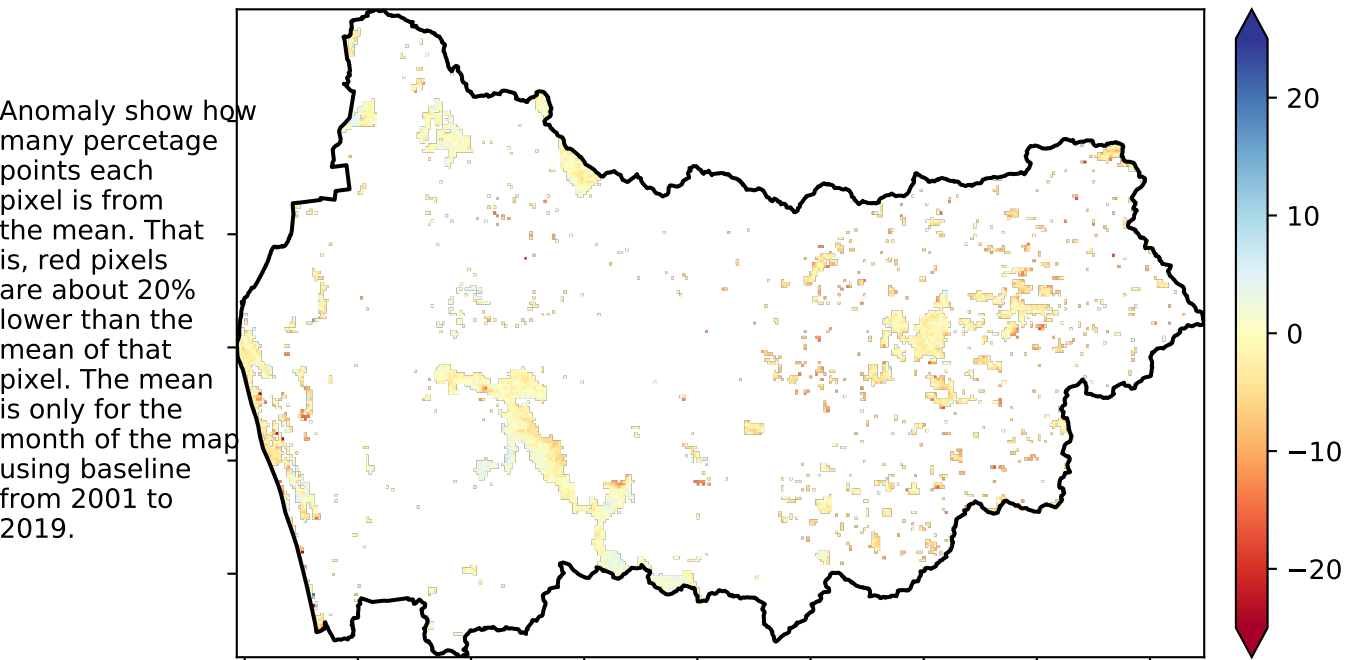 Anomaly show how
many percetage
points each
pixel is from
the mean. That
is, red pixels
are about 20%
lower than the
mean of that
pixel. The mean
is only for the
month of the map
using baseline
from 2001 to
2019.
20
10
0
−10
−20